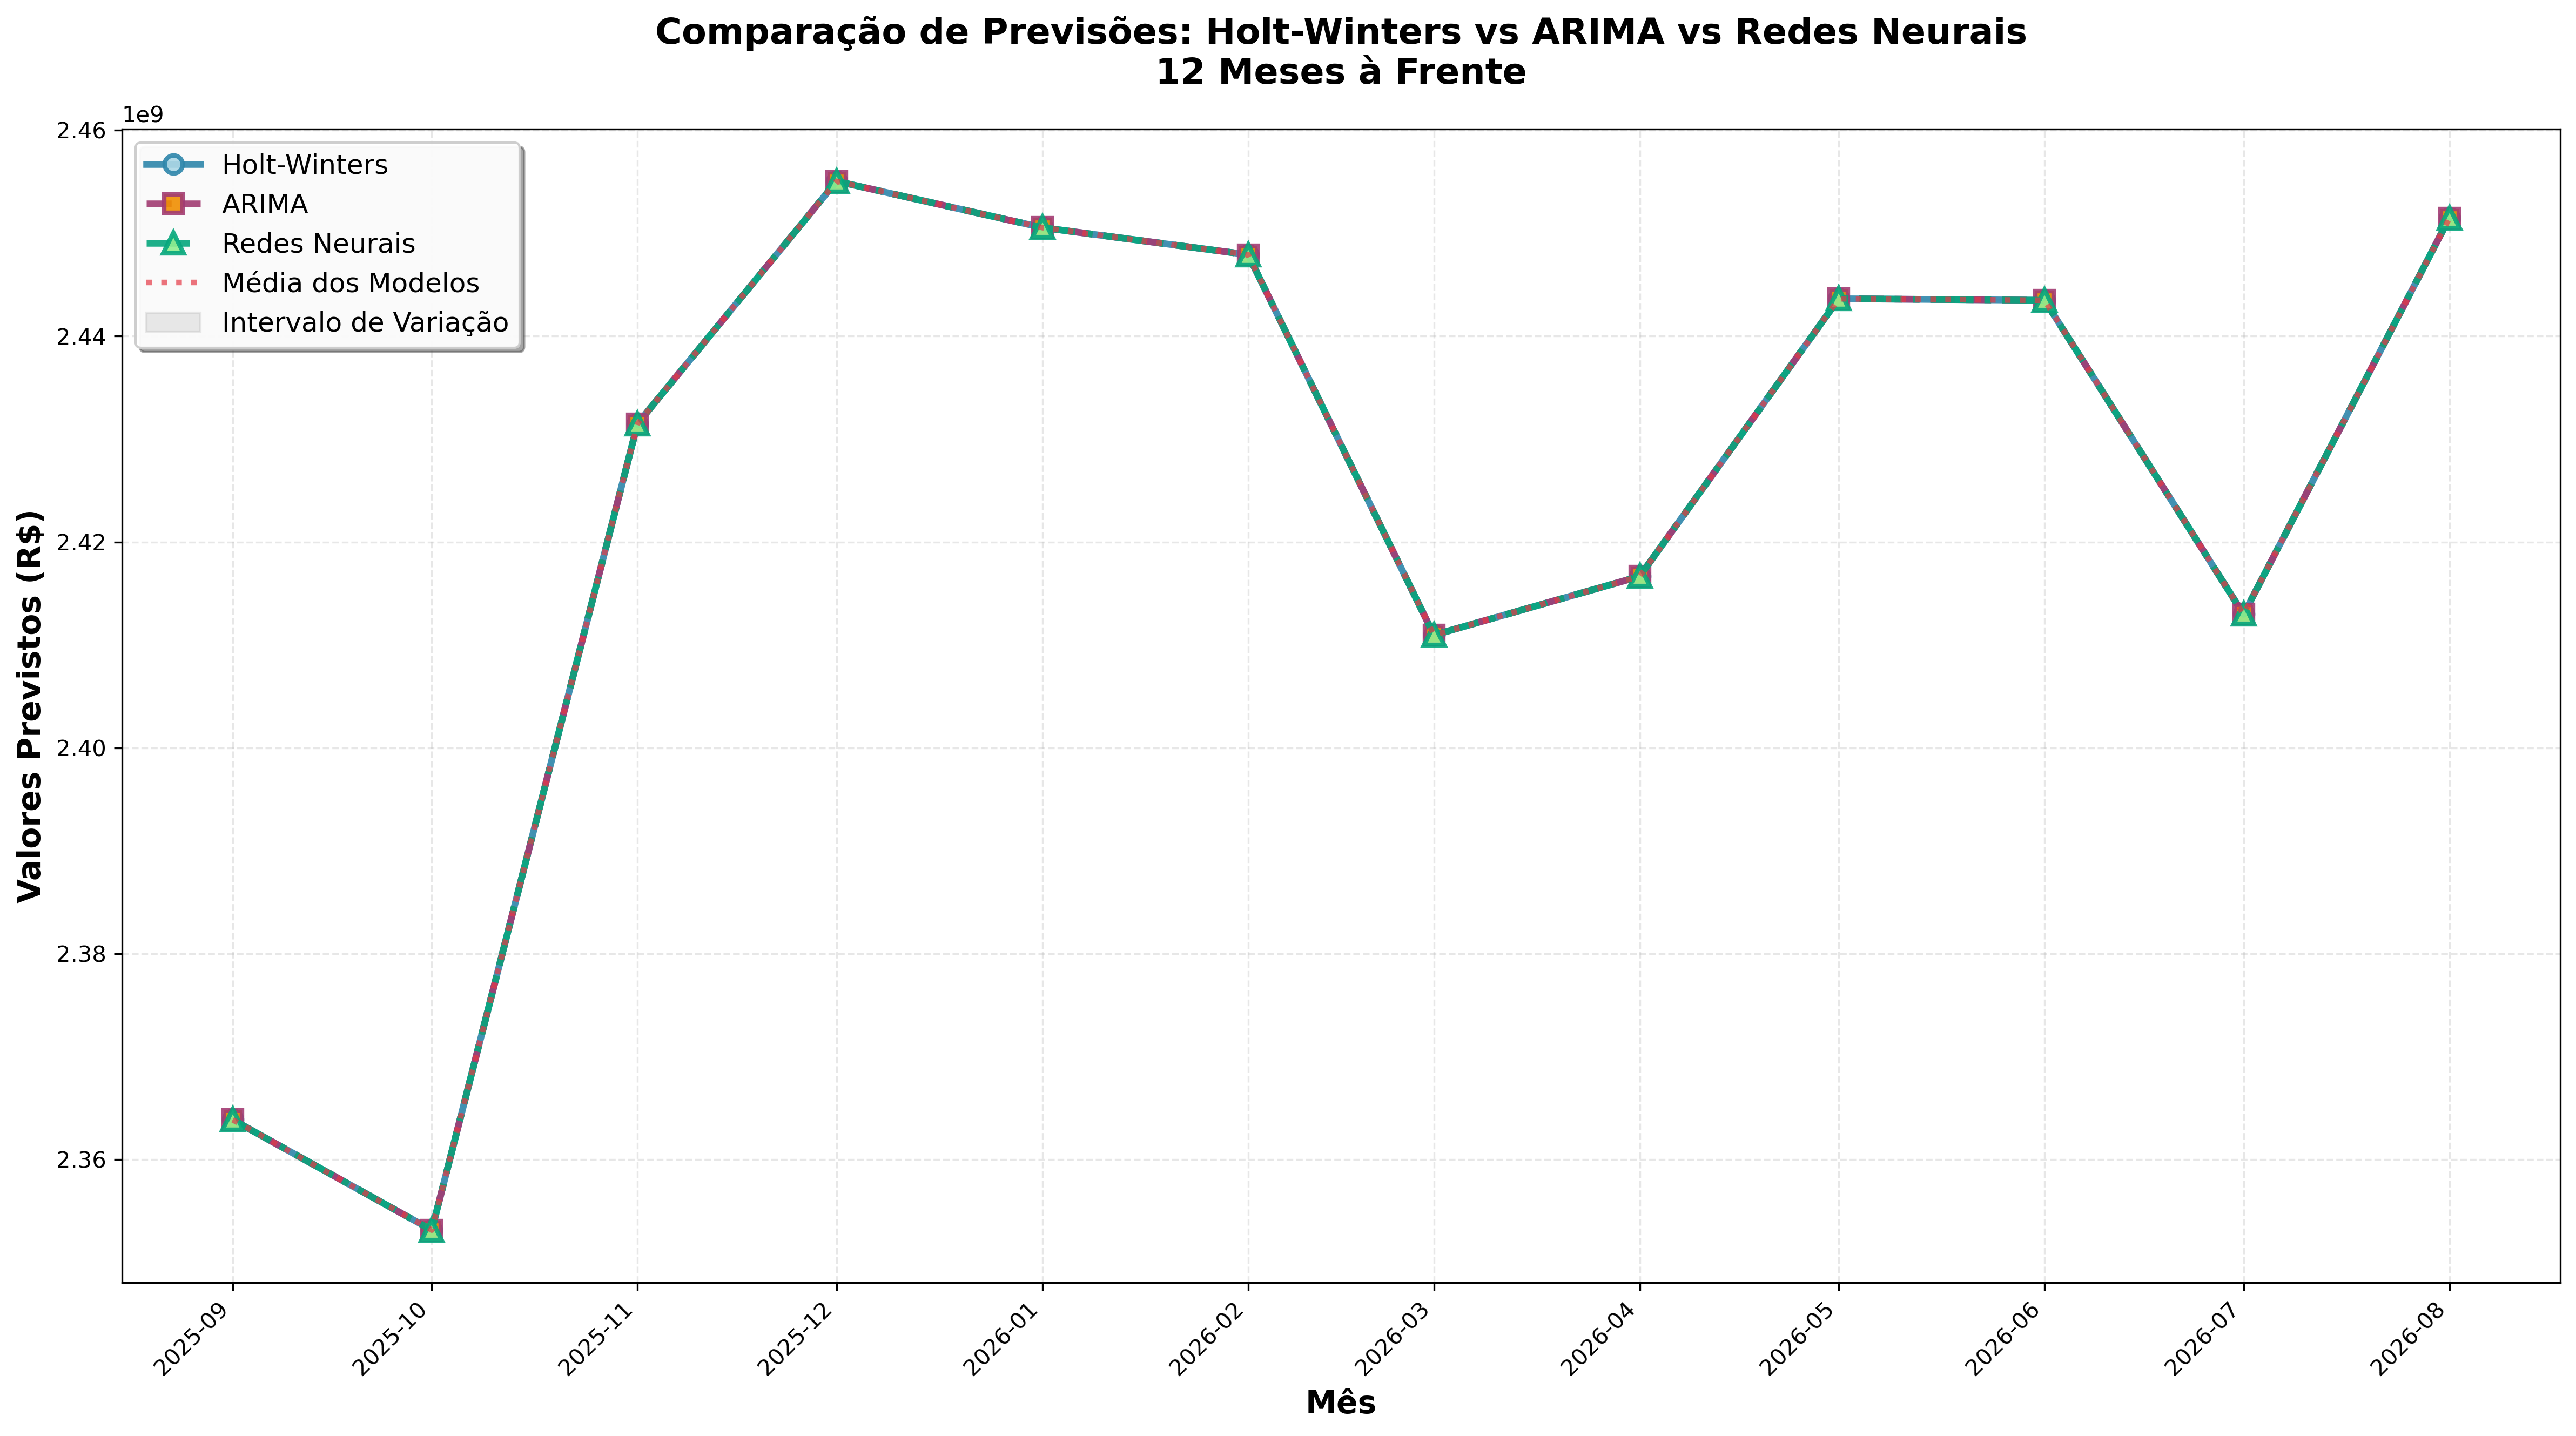 Comparação de Previsões: Holt-Winters vs ARIMA vs Redes Neurais
12 Meses à Frente
1e9
2.46
2.44
2.42
2.40
2.38
2.36
Valores Previstos (R$)
Holt-Winters
ARIMA
Redes Neurais
Média dos Modelos
Intervalo de Variação
2025-09
2025-10
2025-11
2025-12
2026-01
2026-02
2026-03
2026-04
2026-05
2026-06
2026-07
2026-08
Mês